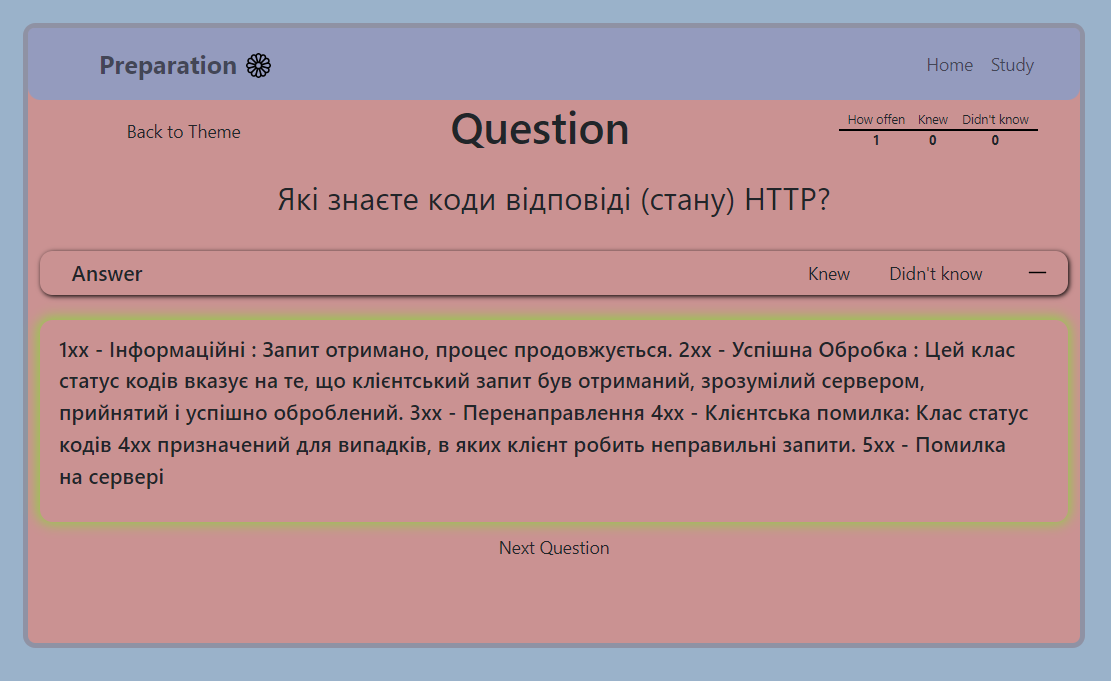 Preparation
Home Study
Back to Theme
Question
How offen Knew Didn't know
1 0 0
Які знаєте коди відповіді (стану) HTTP?
Answer
Knew Didn't know —
1xx - Інформаційні : Запит отримано, процес продовжується. 2xx - Успішна Обробка : Цей клас
статус кодів вказує на те, що клієнтський запит був отриманий, зрозумілий сервером,
прийнятий і успішно оброблений. 3xx - Перенаправлення 4xx - Клієнтська помилка: Клас статус
кодів 4xx призначений для випадків, в яких клієнт робить неправильні запити. 5xx - Помилка
на сервері
Next Question